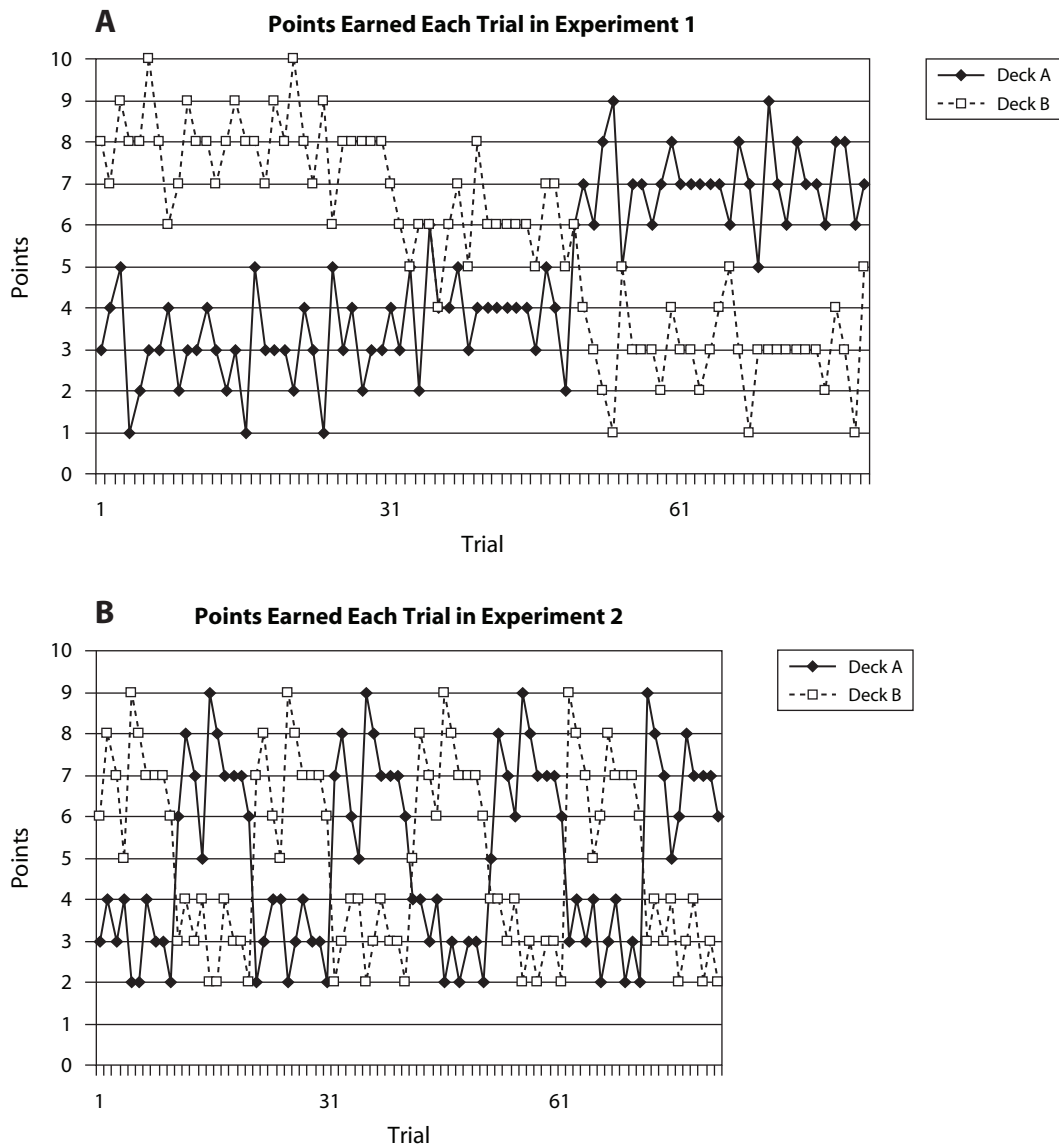 A
Points Earned Each Trial in Experiment 1
10
9
8
7
6
5
4
3
2
1
0
Points
1 31 61
Trial
Deck A
Deck B
B
Points Earned Each Trial in Experiment 2
10
9
8
7
6
5
4
3
2
1
0
Points
1 31 61
Trial
Deck A
Deck B